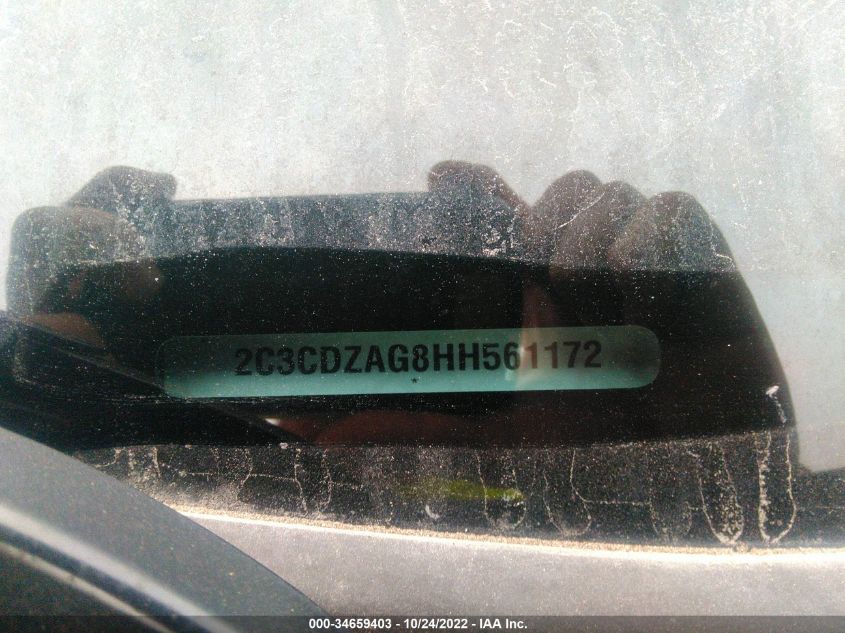 2C3CDZAG8HH561172
*
000-34659403 - 10/24/2022 - IAA Inc.